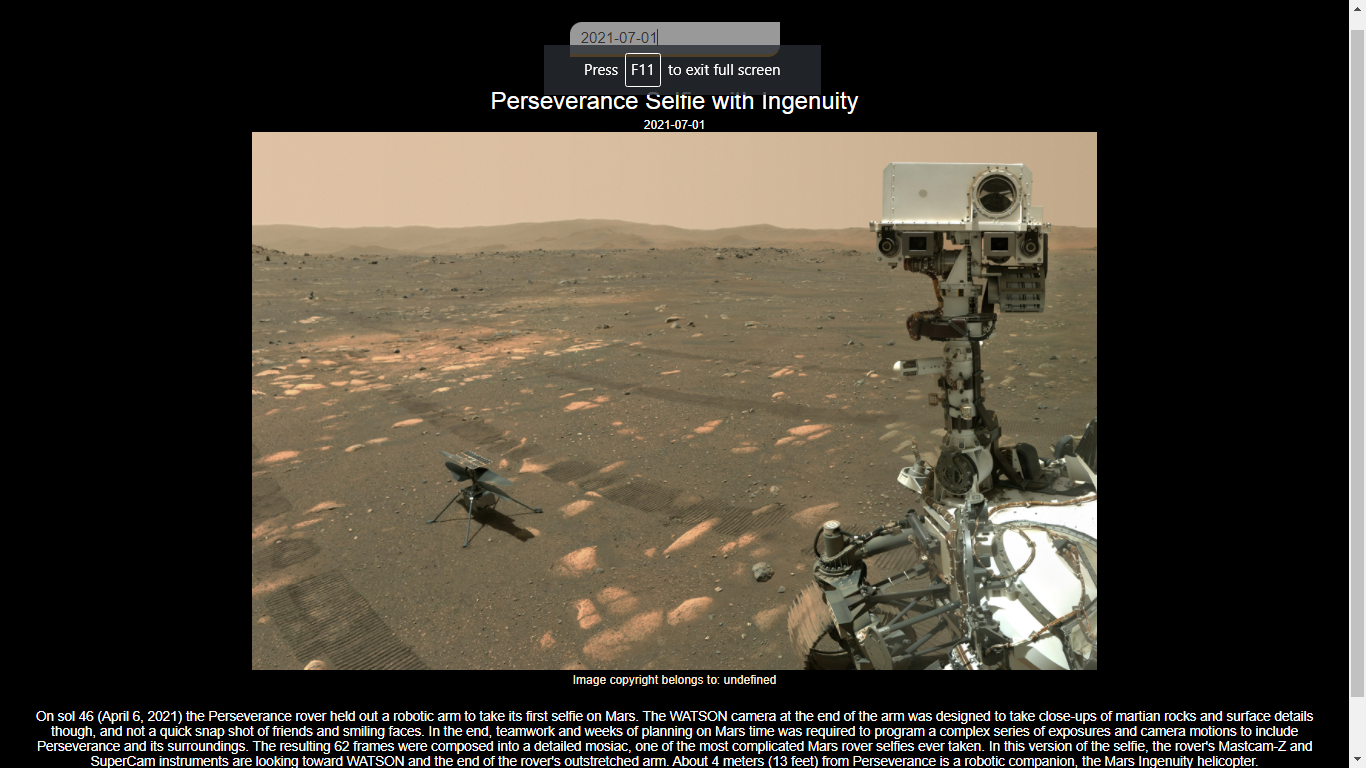 2021-07-01
Press F11 to exit full screen
Perseverance Selfie with Ingenuity
2021-07-01
Image copyright belongs to: undefined
On sol 46 (April 6, 2021) the Perseverance rover held out a robotic arm to take its first selfie on Mars. The WATSON camera at the end of the arm was designed to take close-ups of martian rocks and surface details
though, and not a quick snap shot of friends and smiling faces. In the end, teamwork and weeks of planning on Mars time was required to program a complex series of exposures and camera motions to include
Perseverance and its surroundings. The resulting 62 frames were composed into a detailed mosiac, one of the most complicated Mars rover selfies ever taken. In this version of the selfie, the rover's Mastcam-Z and
SuperCam instruments are looking toward WATSON and the end of the rover's outstretched arm. About 4 meters (13 feet) from Perseverance is a robotic companion, the Mars Ingenuity helicopter.